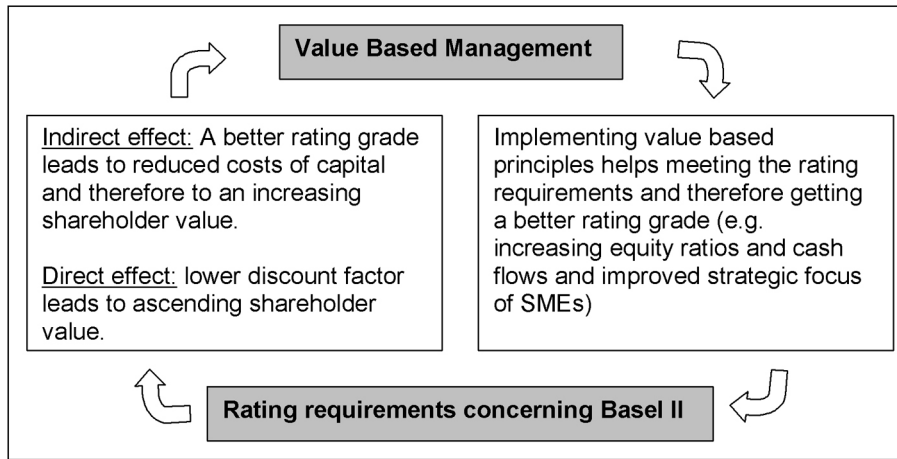 Value Based Management
Indirect effect: A better rating grade
leads to reduced costs of capital
and therefore to an increasing
shareholder value.
Direct effect: lower discount factor
leads to ascending shareholder
value.
Implementing value based
principles helps meeting the rating
requirements and therefore getting
a better rating grade (e.g.
increasing equity ratios and cash
flows and improved strategic focus
of SMEs)
Rating requirements concerning Basel II